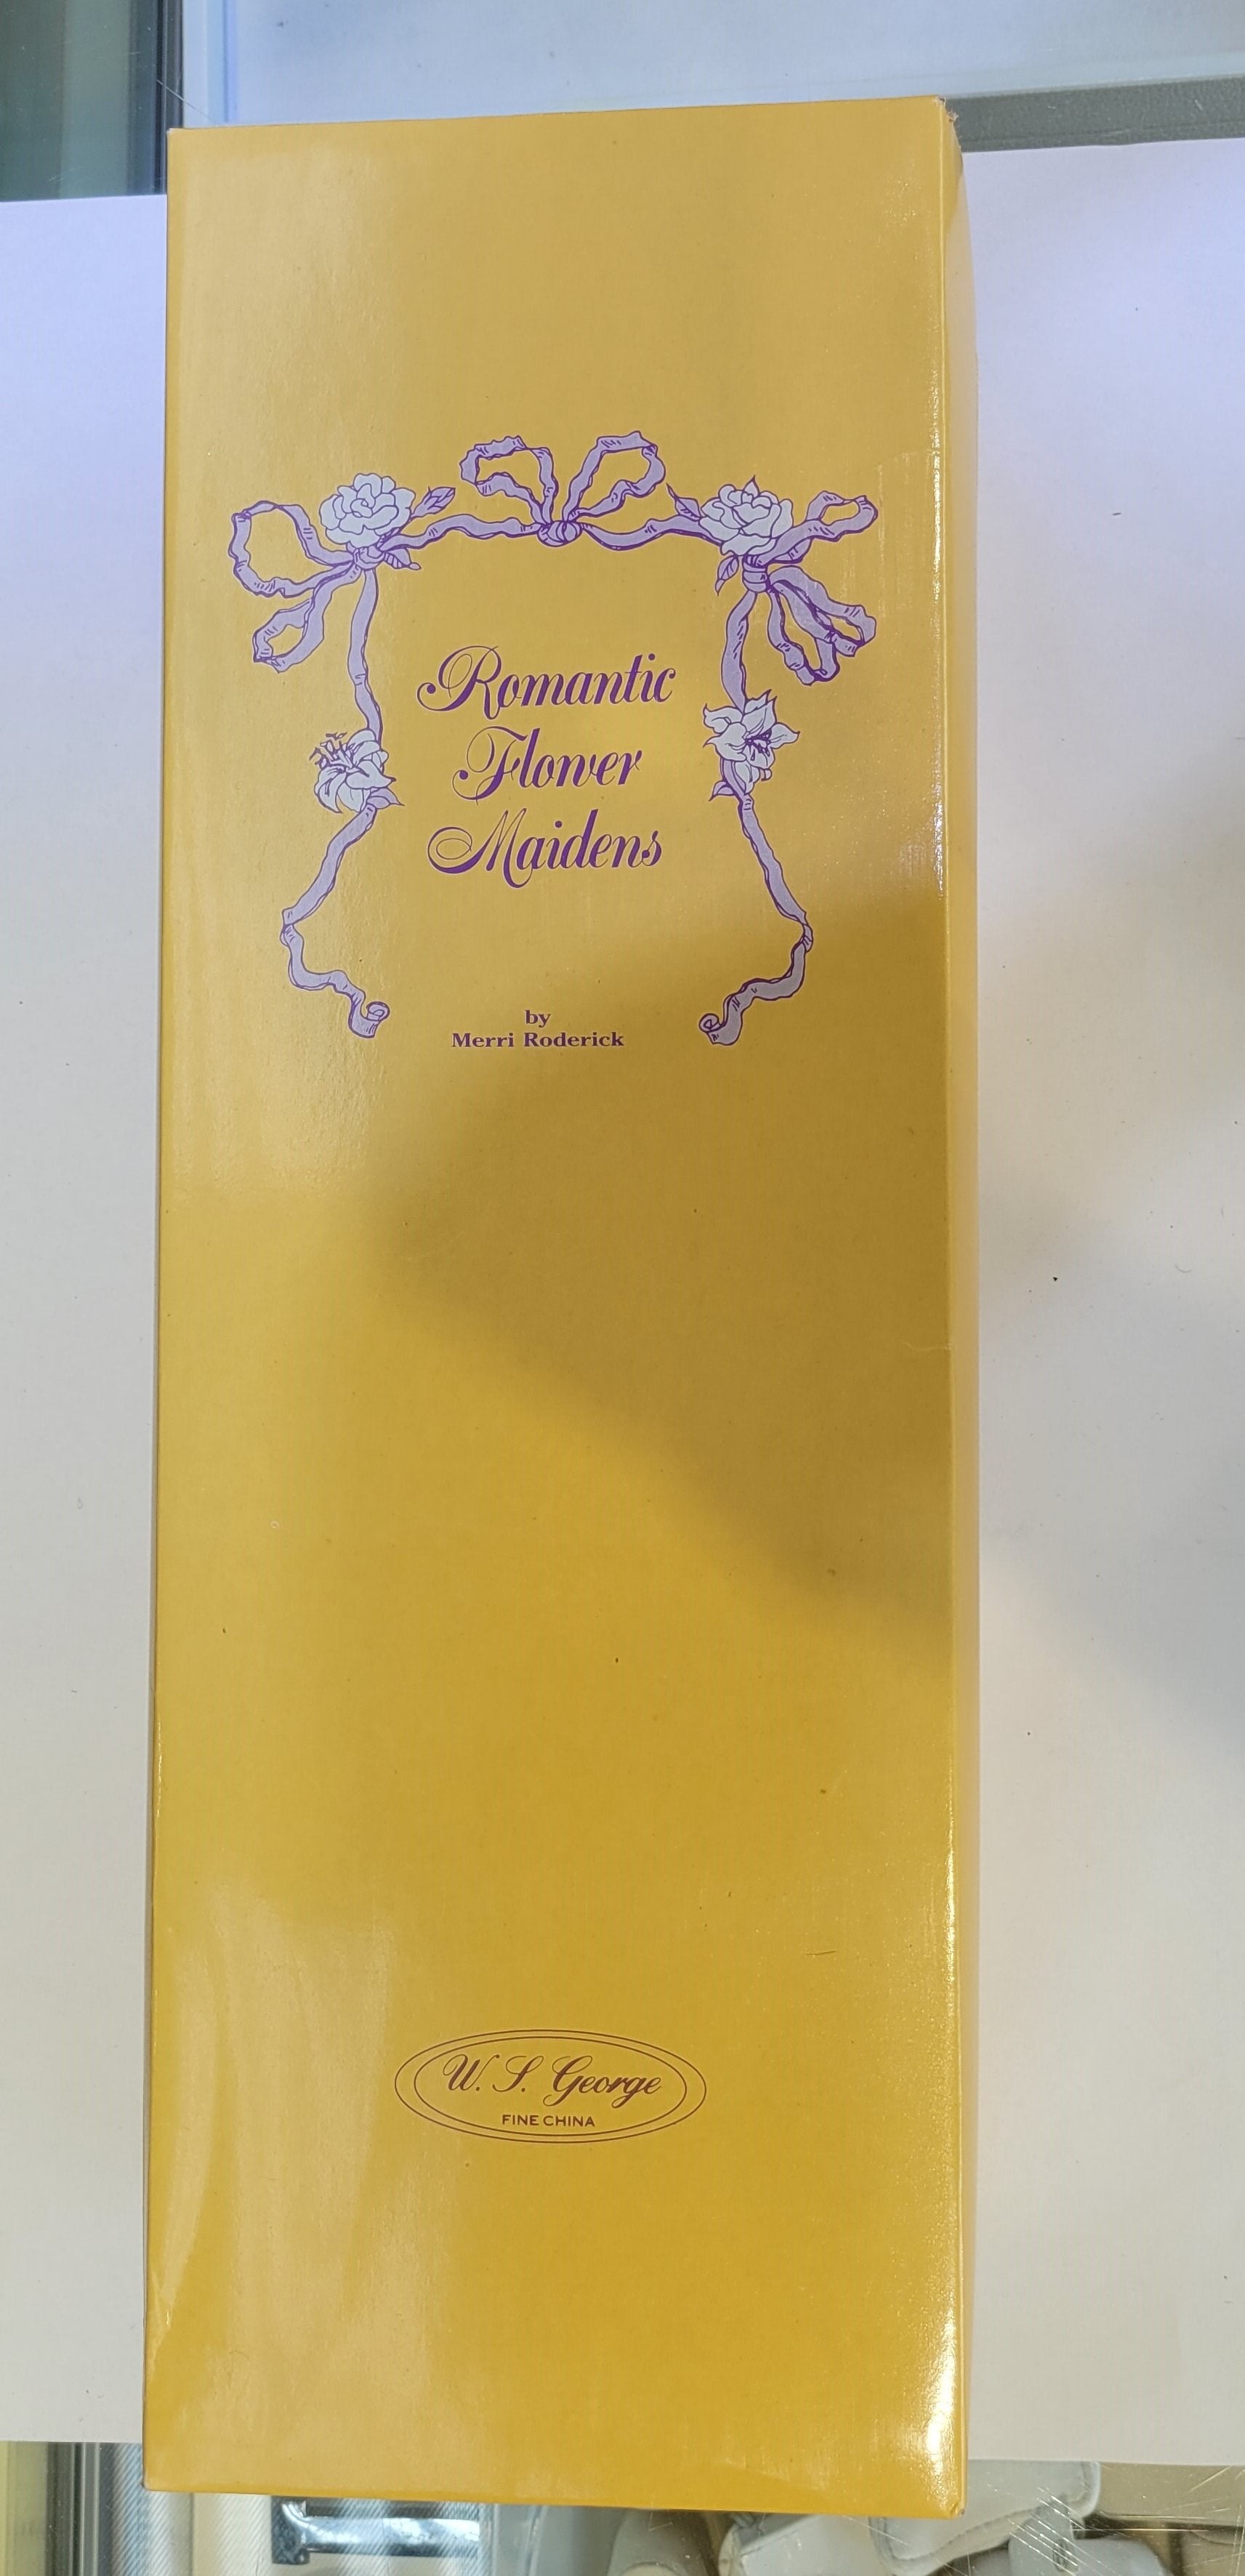 Romantic
Flower
Maidens
by
Merri Roderick
W. S. George
FINE CHINA